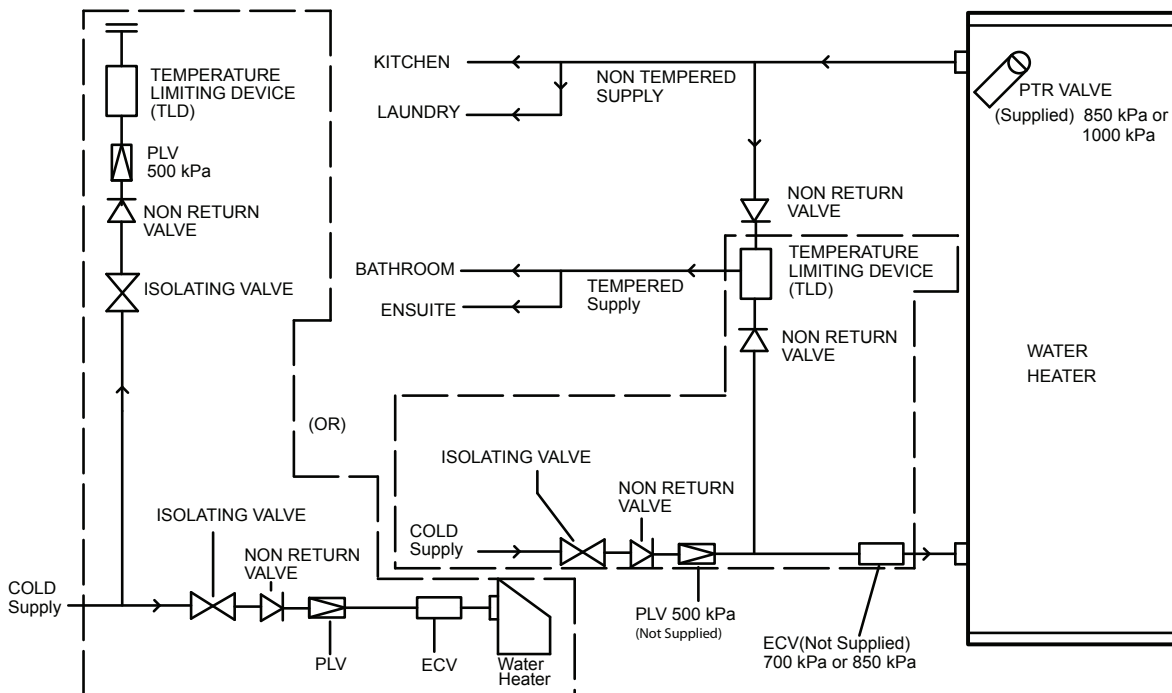 TEMPERATURE
LIMITING DEVICE
(TLD)
PLV
500 kPa
NON RETURN
VALVE
ISOLATING VALVE
ISOLATING VALVE
NON RETURN
VALVE
COLD
Supply
PLV
ECV
Water
Heater
(OR)
KITCHEN
NON TEMPERED
SUPPLY
LAUNDRY
NON RETURN
VALVE
BATHROOM
TEMPERED
Supply
ENSUITE
TEMPERATURE
LIMITING DEVICE
(TLD)
NON RETURN
VALVE
ISOLATING VALVE
NON RETURN
VALVE
COLD
Supply
PLV 500 kPa
(Not Supplied)
ECV(Not Supplied)
700 kPa or 850 kPa
PTR VALVE
(Supplied) 850 kPa or
1000 kPa
WATER
HEATER